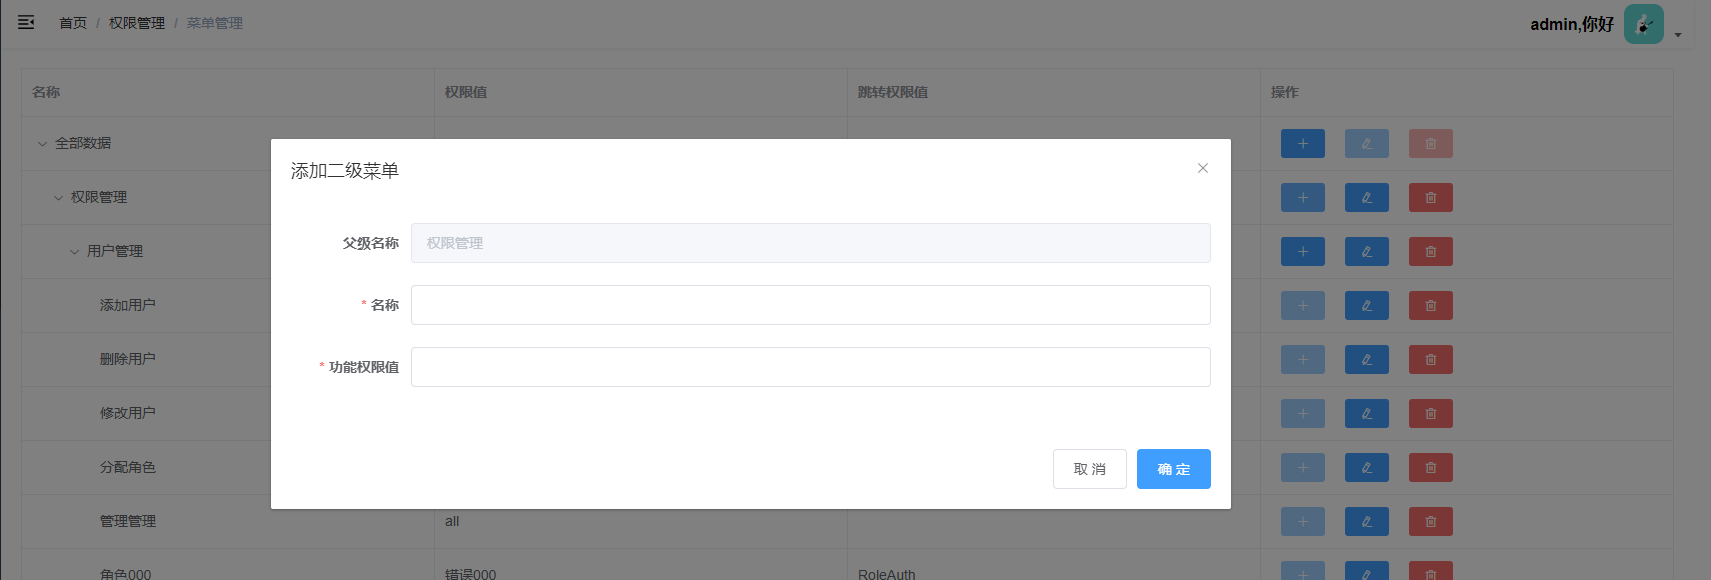 首页 / 权限管理 / 菜单管理
admin,你好
名称 权限值 跳转权限值 操作
全部数据
权限管理
用户管理
添加用户
删除用户
修改用户
分配角色
管理管理 all
角色000 错误000 RoleAuth
添加二级菜单
父级名称 权限管理
* 名称
* 功能权限值
取 消 确 定